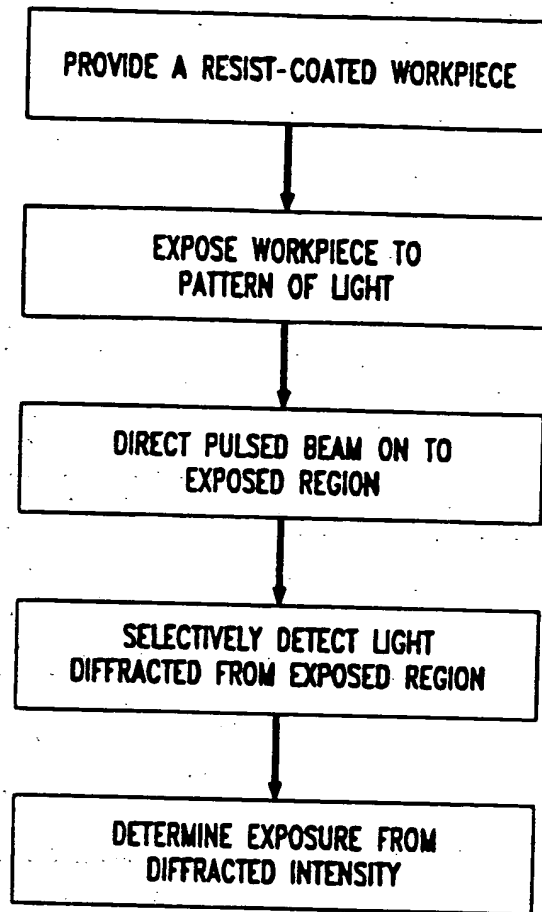 PROVIDE A RESIST-COATED WORKPIECE
EXPOSE WORKPIECE TO
PATTERN OF LIGHT
DIRECT PULSED BEAM ON TO
EXPOSED REGION
SELECTIVELY DETECT LIGHT
DIFFRACTED FROM EXPOSED REGION
DETERMINE EXPOSURE FROM
DIFFRACTED INTENSITY